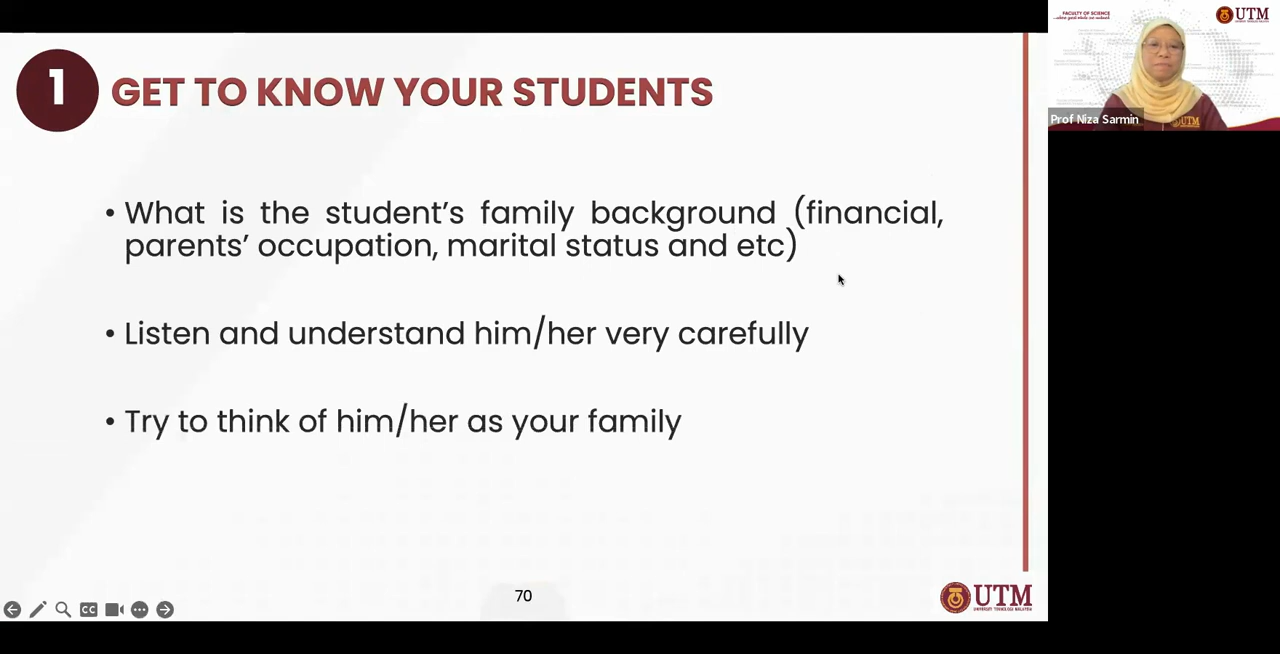 1 GET TO KNOW YOUR STUDENTS
• What is the student's family background (financial,
parents' occupation, marital status and etc)
• Listen and understand him/her very carefully
• Try to think of him/her as your family
70
CC
UTM
UNIVERSITI TEKNOLOGI MALAYSIA
FACULTY OF SCIENCE
UTM
UTM
Prof Niza Sarmin